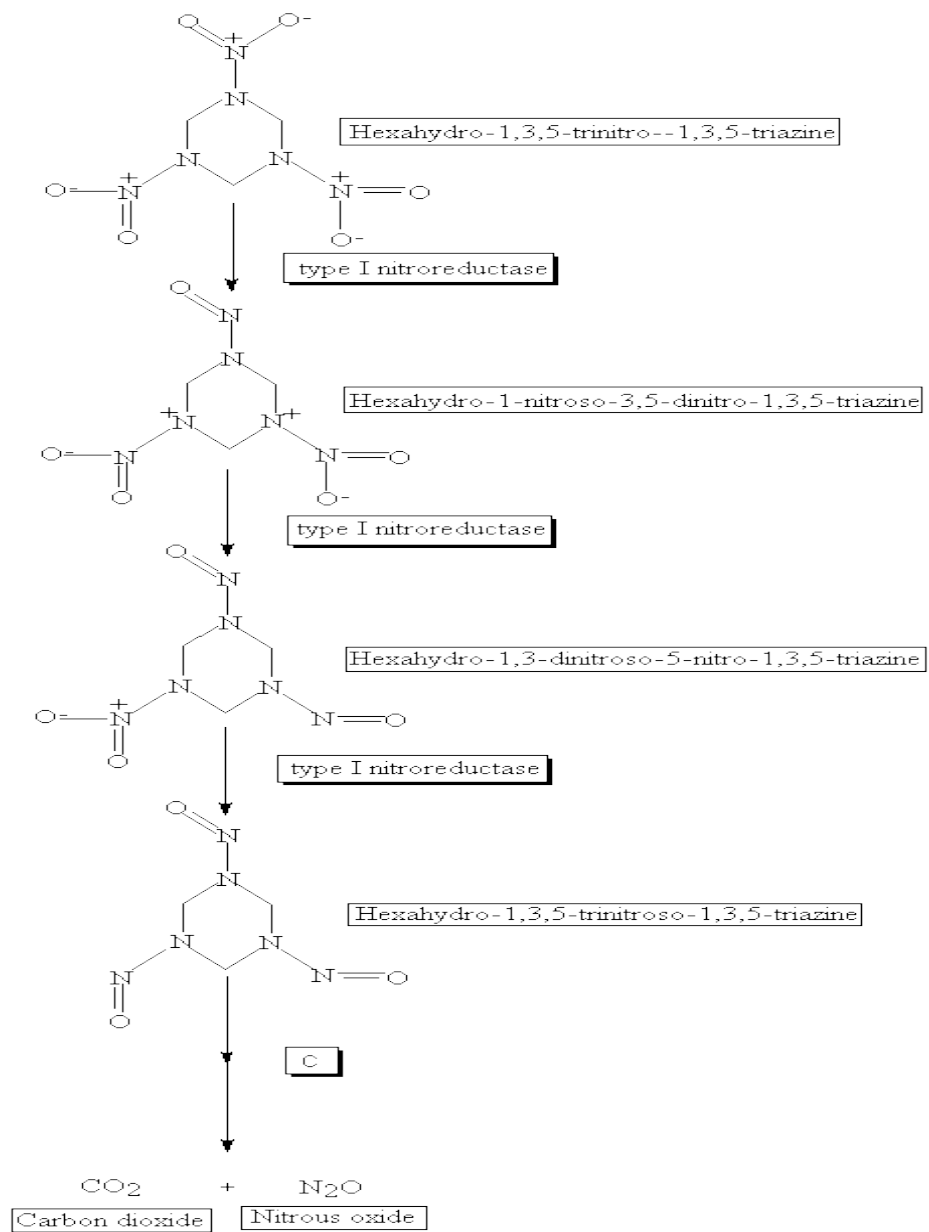 O O-
N+
N
Hexahydro-1,3,5-trinitro--1,3,5-triazine
N N
O- N+ N+ O
O O-
type I nitroreductase
O N
N
Hexahydro-1-nitroso-3,5-dinitro-1,3,5-triazine
+N N+
O- N N O
O O-
type I nitroreductase
O N
N
Hexahydro-1,3-dinitroso-5-nitro-1,3,5-triazine
N N
O- N+ N O
O
type I nitroreductase
O N
N
Hexahydro-1,3,5-trinitroso-1,3,5-triazine
N N
N N O
O
C
CO2 + N2O
Carbon dioxide Nitrous oxide